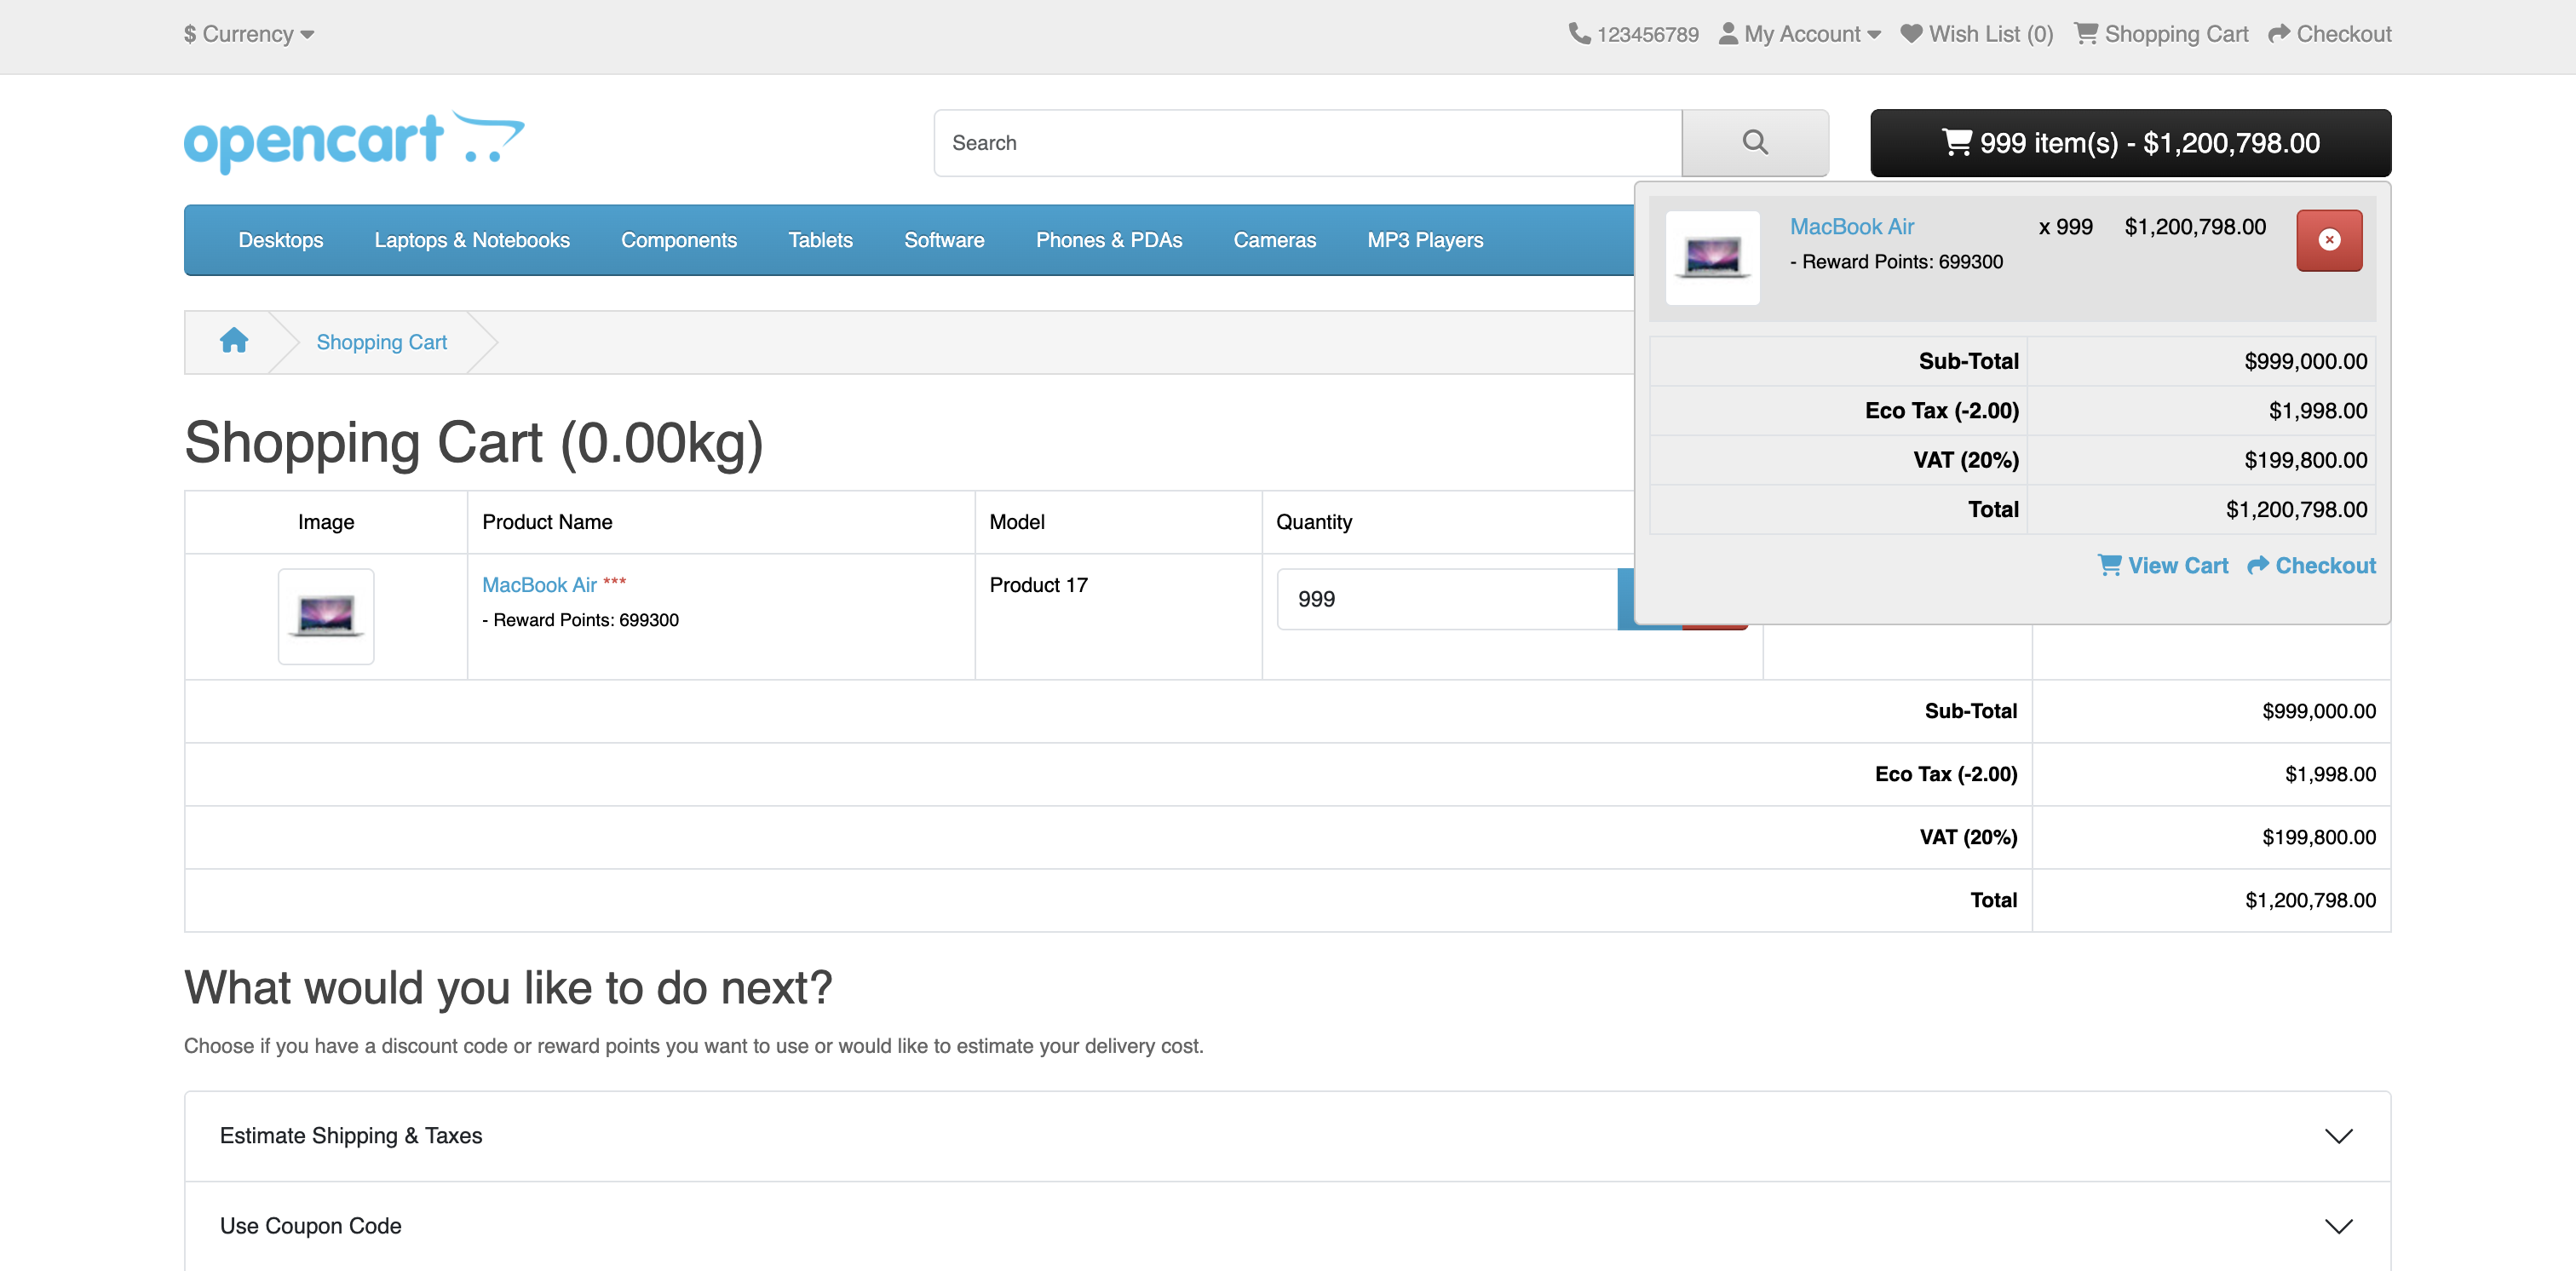 $ Currency
123456789 My Account Wish List (0) Shopping Cart Checkout
opencart
Search
999 item(s) - $1,200,798.00
Desktops Laptops & Notebooks Components Tablets Software Phones & PDAs Cameras MP3 Players
MacBook Air x 999 $1,200,798.00
- Reward Points: 699300
Sub-Total $999,000.00
Eco Tax (-2.00) $1,998.00
VAT (20%) $199,800.00
Total $1,200,798.00
View Cart Checkout
Shopping Cart
Shopping Cart (0.00kg)
Image Product Name Model Quantity
MacBook Air *** Product 17 999
- Reward Points: 699300
Sub-Total $999,000.00
Eco Tax (-2.00) $1,998.00
VAT (20%) $199,800.00
Total $1,200,798.00
What would you like to do next?
Choose if you have a discount code or reward points you want to use or would like to estimate your delivery cost.
Estimate Shipping & Taxes
Use Coupon Code